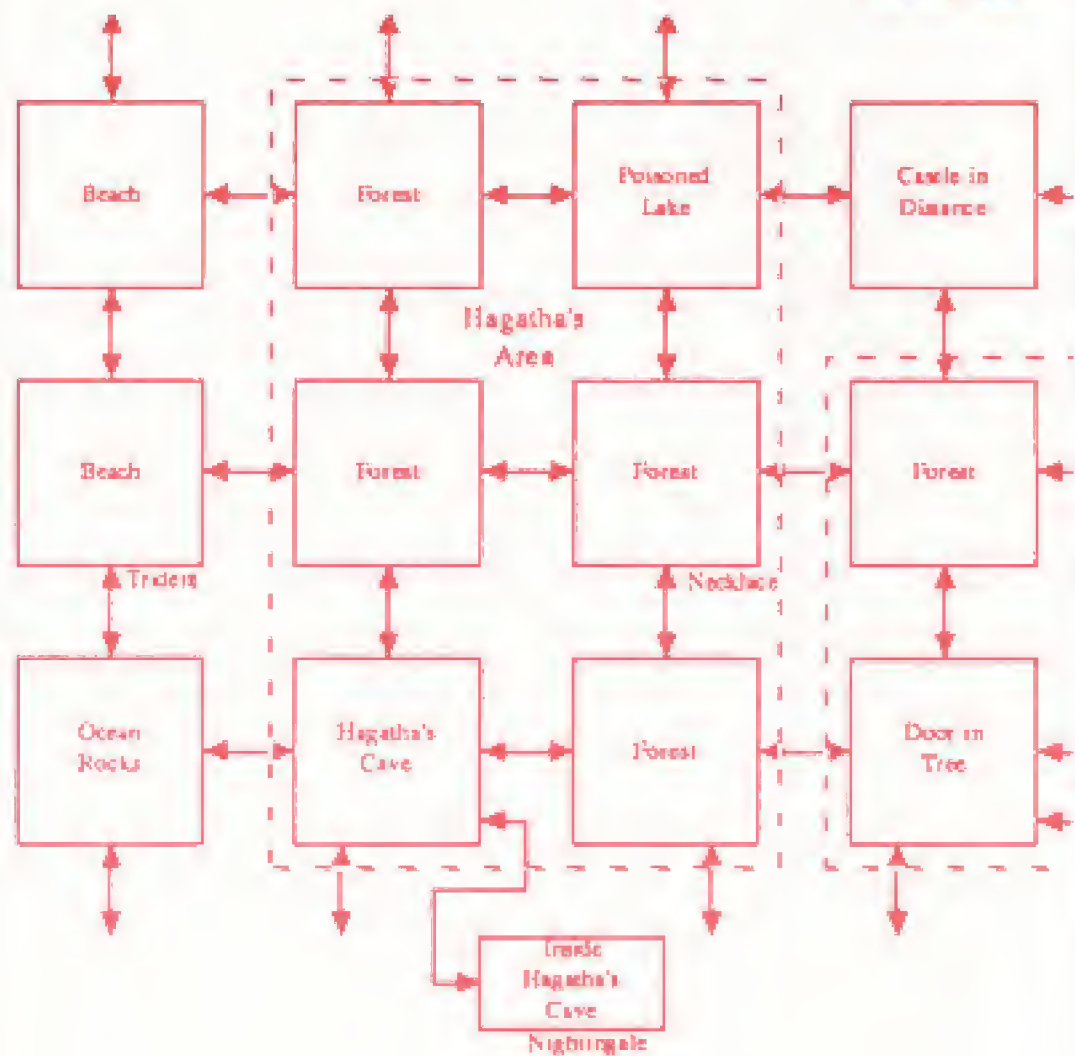 Beach
Forest
Poisoned
Lake
Castle in
Distance
Hagatha's
Area
Beach
Forest
Forest
Forest
Trident
Necklace
Ocean
Rocks
Hagatha's
Cave
Forest
Door in
Tree
Inside
Hagatha's
Cave
Nightingale